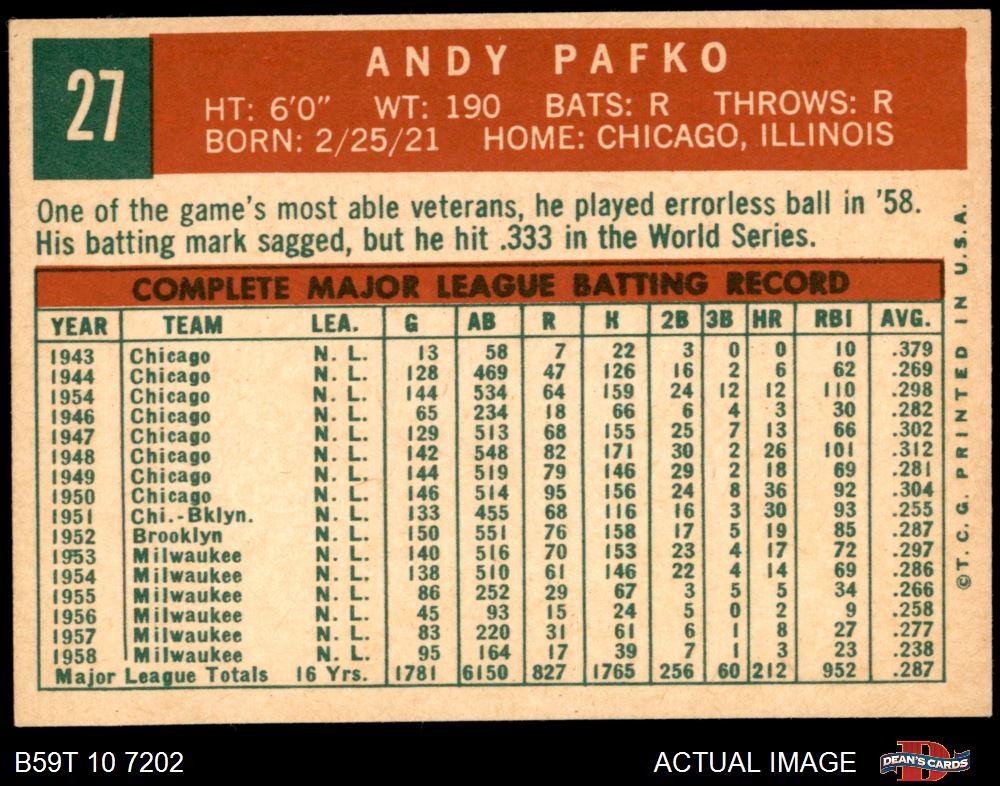 27
ANDY PAFKO
HT: 6'0" WT: 190 BATS: R THROWS: R
BORN: 2/25/21 HOME: CHICAGO, ILLINOIS
One of the game's most able veterans, he played errorless ball in '58.
His batting mark sagged, but he hit .333 in the World Series.
COMPLETE MAJOR LEAGUE BATTING RECORD
YEAR TEAM LEA. G AB R H 2B 3B HR RBI AVG.
1943 Chicago N. L. 13 58 7 22 3 0 0 10 .379
1944 Chicago N. L. 128 469 47 126 16 2 6 62 .269
1954 Chicago N. L. 144 534 64 159 24 12 12 110 .298
1946 Chicago N. L. 65 234 18 66 6 4 3 30 .282
1947 Chicago N. L. 129 513 68 155 25 7 13 66 .302
1948 Chicago N. L. 142 548 82 171 30 2 26 101 .312
1949 Chicago N. L. 144 519 79 146 29 2 18 69 .281
1950 Chicago N. L. 146 514 95 156 24 8 36 92 .304
1951 Chi.-Bklyn. N. L. 133 455 68 116 16 3 30 93 .255
1952 Brooklyn N. L. 150 551 76 158 17 5 19 85 .287
1953 Milwaukee N. L. 140 516 70 153 23 4 17 72 .297
1954 Milwaukee N. L. 138 510 61 146 22 4 14 69 .286
1955 Milwaukee N. L. 86 252 29 67 3 5 5 34 .266
1956 Milwaukee N. L. 45 93 15 24 5 0 2 9 .258
1957 Milwaukee N. L. 83 220 31 61 6 1 8 27 .277
1958 Milwaukee N. L. 95 164 17 39 7 1 3 23 .238
Major League Totals 16 Yrs. 1781 6150 827 1765 256 60 212 952 .287
©T. C. G. PRINTED IN U.S.A.
B59T 10 7202
ACTUAL IMAGE
D
DEAN'S CARDS